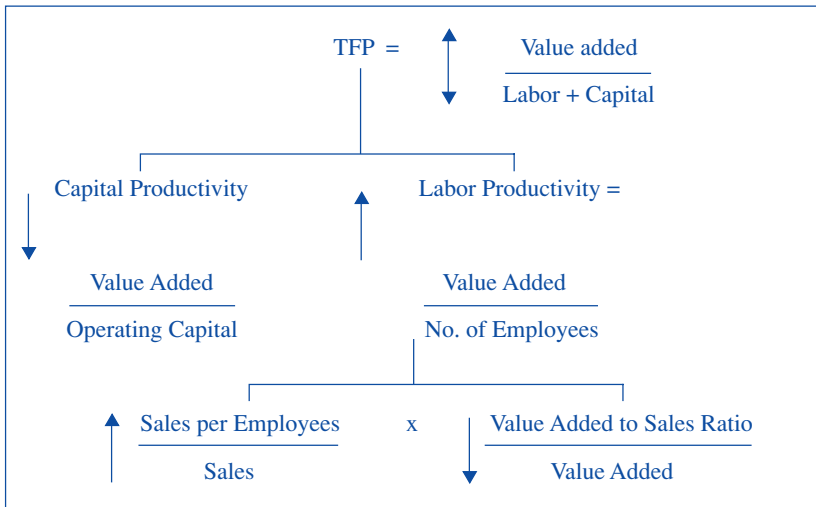 TFP = Value added
Labor + Capital
Capital Productivity Labor Productivity =
Value Added Value Added
Operating Capital No. of Employees
Sales per Employees x Value Added to Sales Ratio
Sales Value Added